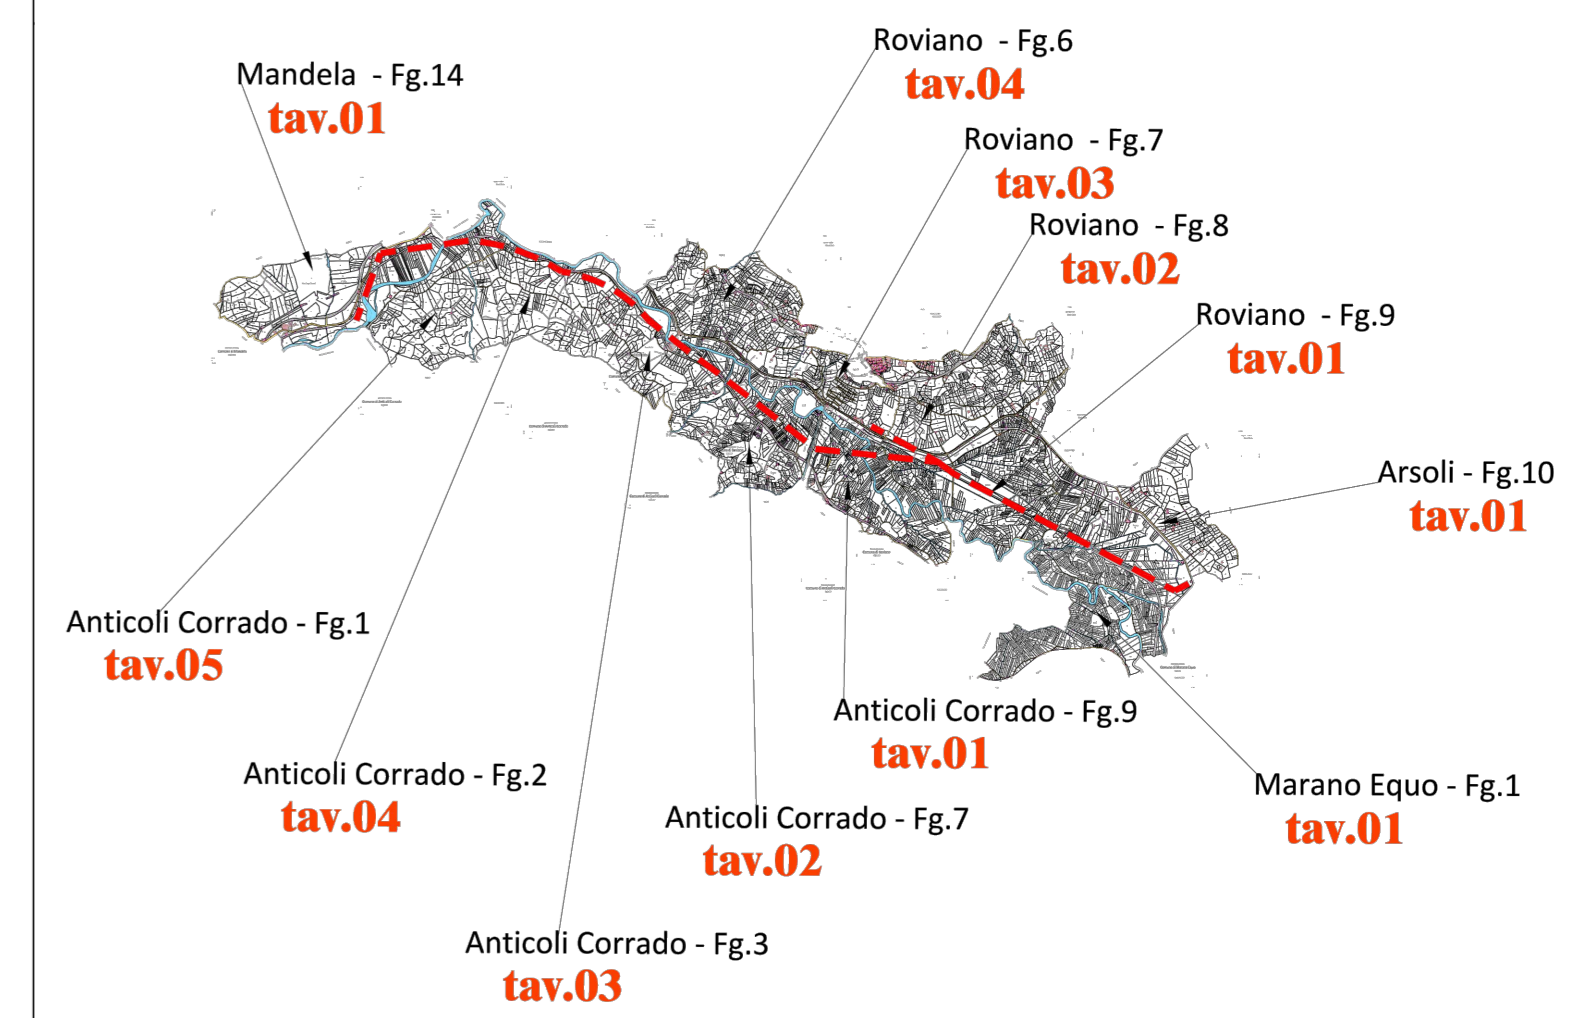 Roviano - Fg.6
tav.04
Mandela - Fg.14
tav.01
Roviano - Fg.7
tav.03
Roviano - Fg.8
tav.02
Roviano - Fg.9
tav.01
Arsoli - Fg.10
tav.01
Anticoli Corrado - Fg.1
tav.05
Anticoli Corrado - Fg.9
tav.01
Anticoli Corrado - Fg.2
tav.04
Marano Equo - Fg.1
tav.01
Anticoli Corrado - Fg.7
tav.02
Anticoli Corrado - Fg.3
tav.03